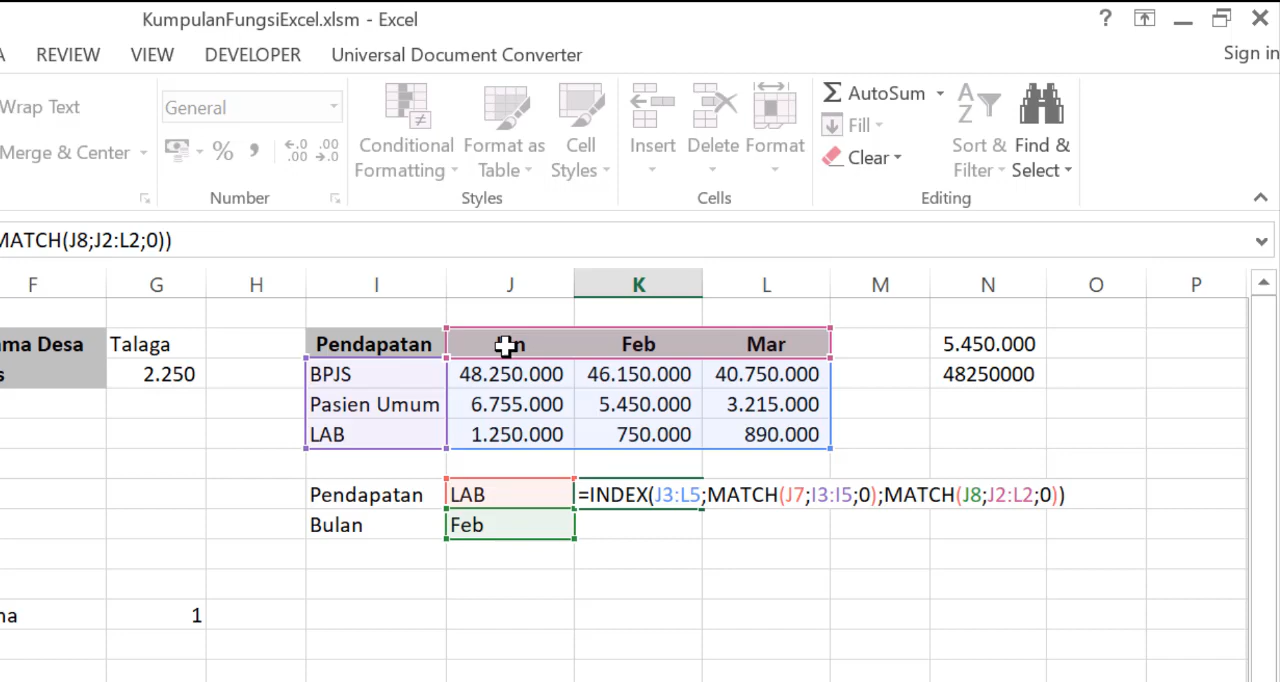 KumpulanFungsiExcel.xlsm - Excel
?
Sign in
A REVIEW VIEW DEVELOPER Universal Document Converter
Wrap Text
General
Merge & Center
%
Conditional Formatting
Format as Table
Cell Styles
Insert Delete Format
AutoSum
Fill
Clear
Sort & Filter
Find & Select
Number Styles Cells Editing
MATCH(J8;J2:L2;0))
F G H I J K L M N O P
ma Desa Talaga Pendapatan Feb Mar 5.450.000
s 2.250 BPJS 48.250.000 46.150.000 40.750.000 48250000
Pasien Umum 6.755.000 5.450.000 3.215.000
LAB 1.250.000 750.000 890.000
Pendapatan LAB =INDEX(J3:L5;MATCH(J7;I3:I5;0);MATCH(J8;J2:L2;0))
Bulan Feb
na 1